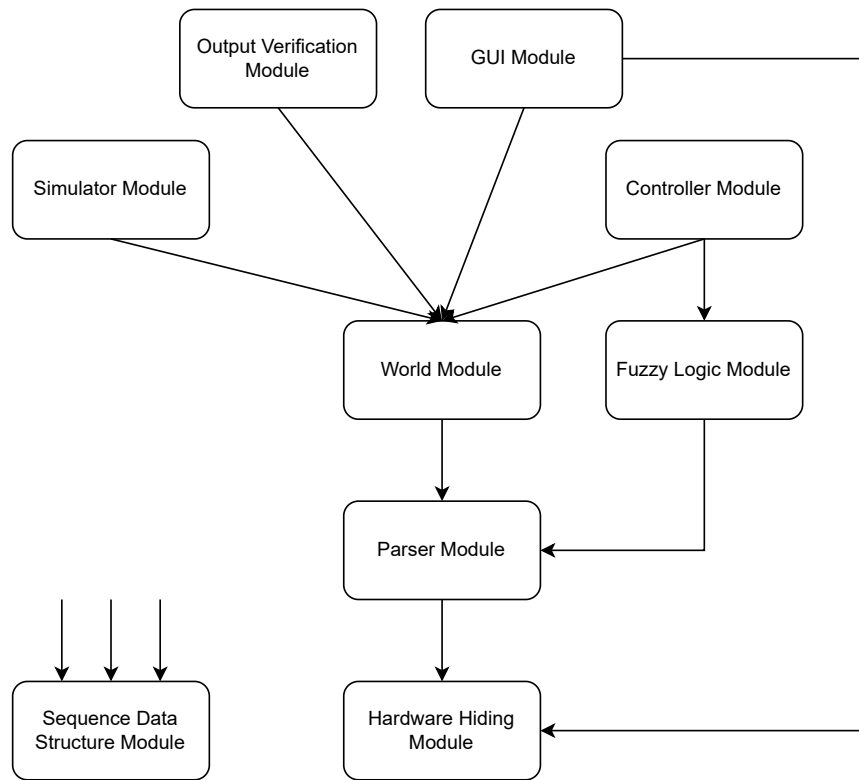 Output Verification
Module
GUI Module
Simulator Module
Controller Module
World Module
Fuzzy Logic Module
Parser Module
Sequence Data
Structure Module
Hardware Hiding
Module